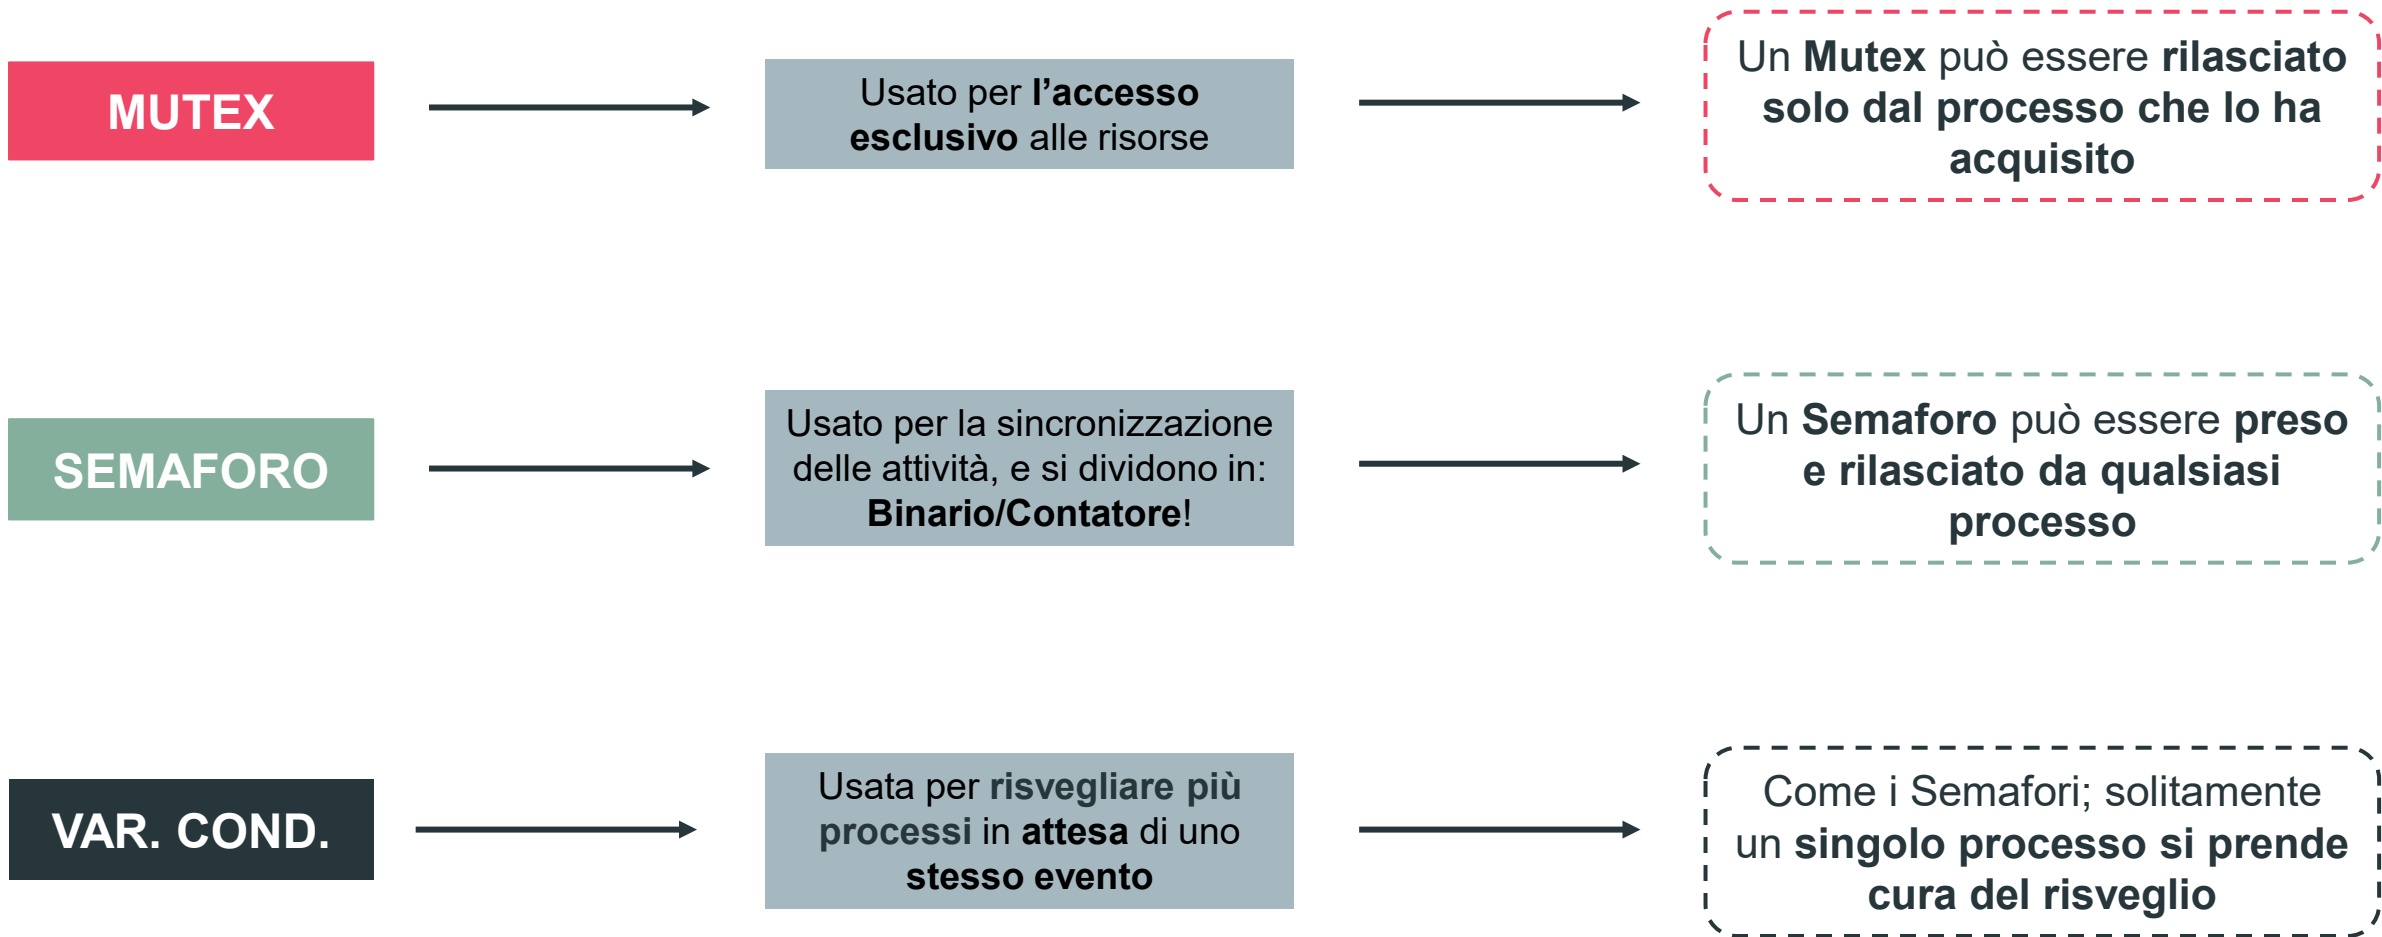 MUTEX
Usato per l’accesso
esclusivo alle risorse
Un Mutex può essere rilasciato
solo dal processo che lo ha
acquisito
SEMAFORO
Usato per la sincronizzazione
delle attività, e si dividono in:
Binario/Contatore!
Un Semaforo può essere preso
e rilasciato da qualsiasi
processo
VAR. COND.
Usata per risvegliare più
processi in attesa di uno
stesso evento
Come i Semafori; solitamente
un singolo processo si prende
cura del risveglio